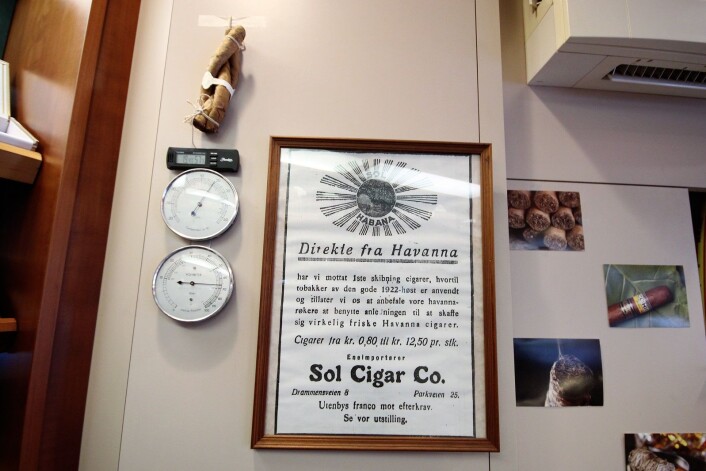 SOL
HABANA
Direkte fra Havanna
har vi mottat 1ste skibning cigarer, hvortil
tobakker av den gode 1922-høst er anvendt
og tillater vi os at anbefale vore havanna-
røkere at benytte anledningen til at skaffe
sig virkelig friske Havanna cigarer.
Cigarer fra kr. 0,80 til kr. 12,50 pr. stk.
Eneimportører
Sol Cigar Co.
Drammensveien 8 Parkveien 25.
Utenbys franco mot efterkrav.
Se vor utstilling.